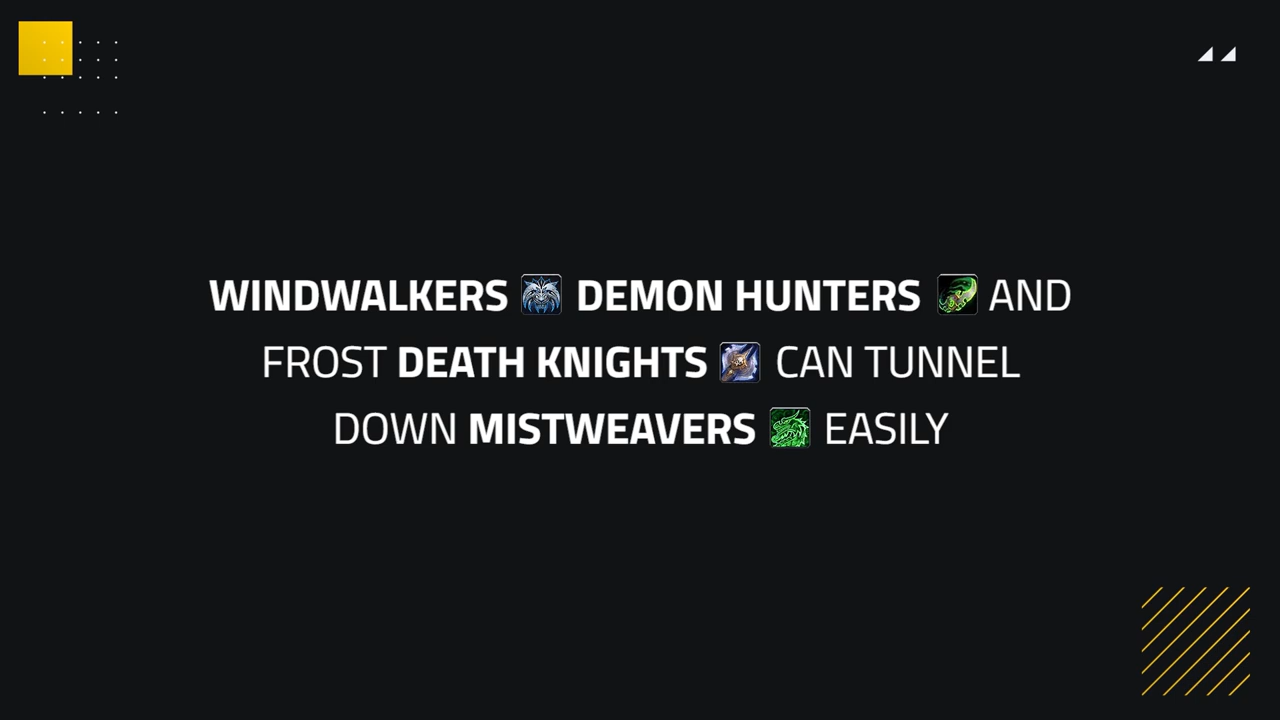 WINDWALKERS DEMON HUNTERS AND
FROST DEATH KNIGHTS CAN TUNNEL
DOWN MISTWEAVERS EASILY